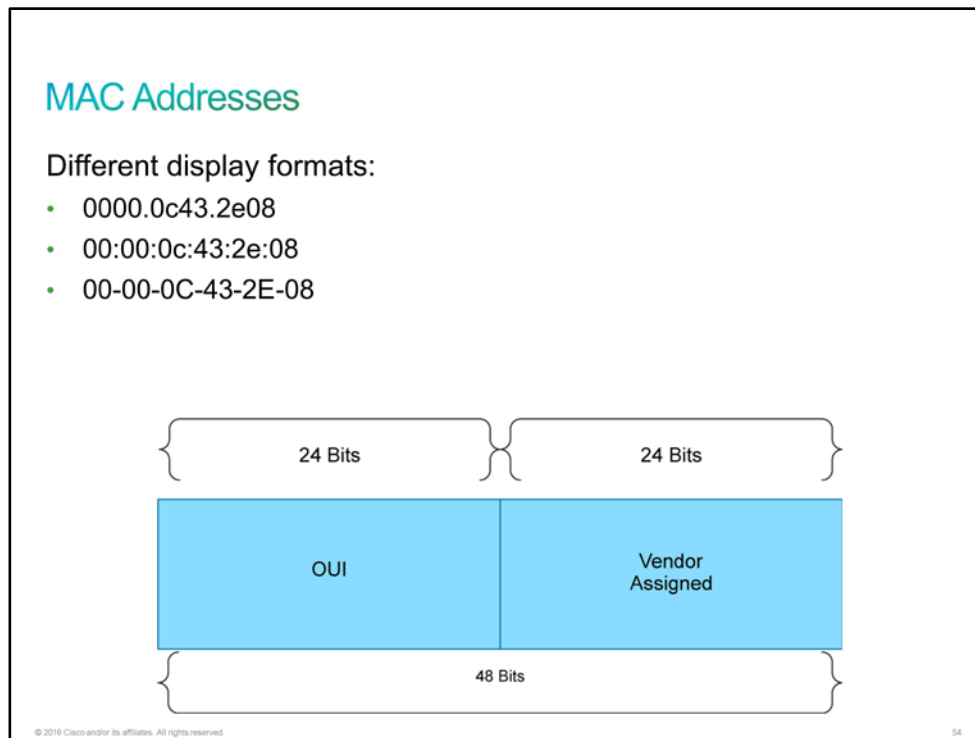 MAC Addresses
Different display formats:
• 0000.0c43.2e08
• 00:00:0c:43:2e:08
• 00-00-0C-43-2E-08
24 Bits
24 Bits
OUI
Vendor
Assigned
48 Bits
© 2016 Cisco and/or its affiliates. All rights reserved.
54